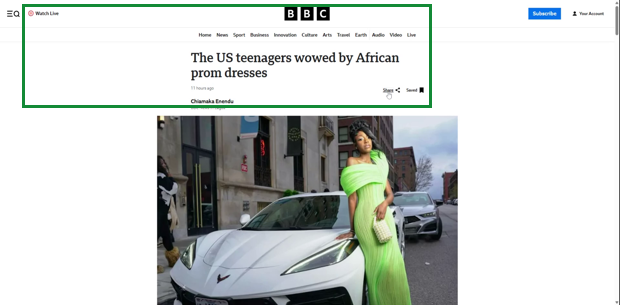 Watch Live
BBC
Subscribe
Your Account
Home News Sport Business Innovation Culture Arts Travel Earth Audio Video Live
The US teenagers wowed by African
prom dresses
11 hours ago
Share Saved
Chiamaka Enendu